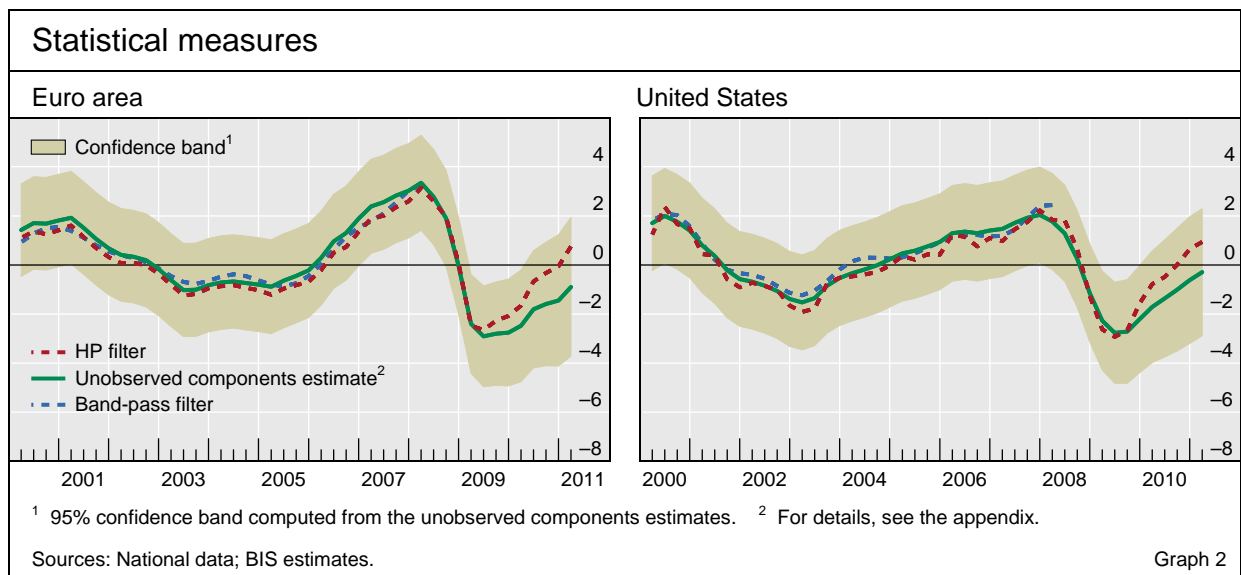 Statistical measures
Euro area
United States
Confidence band1
4
2
0
–2
–4
–6
–8
HP filter
Unobserved components estimate2
Band-pass filter
2001 2003 2005 2007 2009 2011
4
2
0
–2
–4
–6
–8
2000 2002 2004 2006 2008 2010
1 95% confidence band computed from the unobserved components estimates. 2 For details, see the appendix.
Sources: National data; BIS estimates.
Graph 2